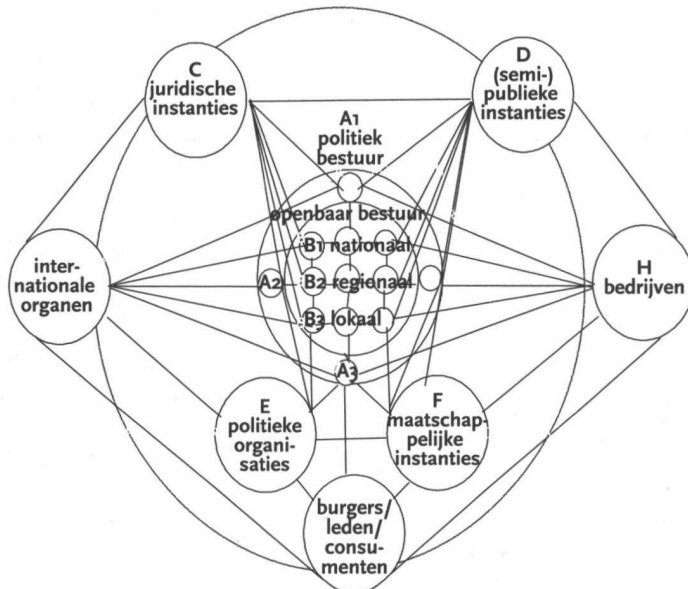 C
juridische
instanties
D
(semi-)
publieke
instanties
A1
politiek
bestuur
openbaar bestuur
B1 nationaal
A2
B2 regionaal
B3 lokaal
A3
inter-
nationale
organen
H
bedrijven
E
politieke
organi-
saties
F
maatschap-
pelijke
instanties
burgers/
leden/
consu-
menten